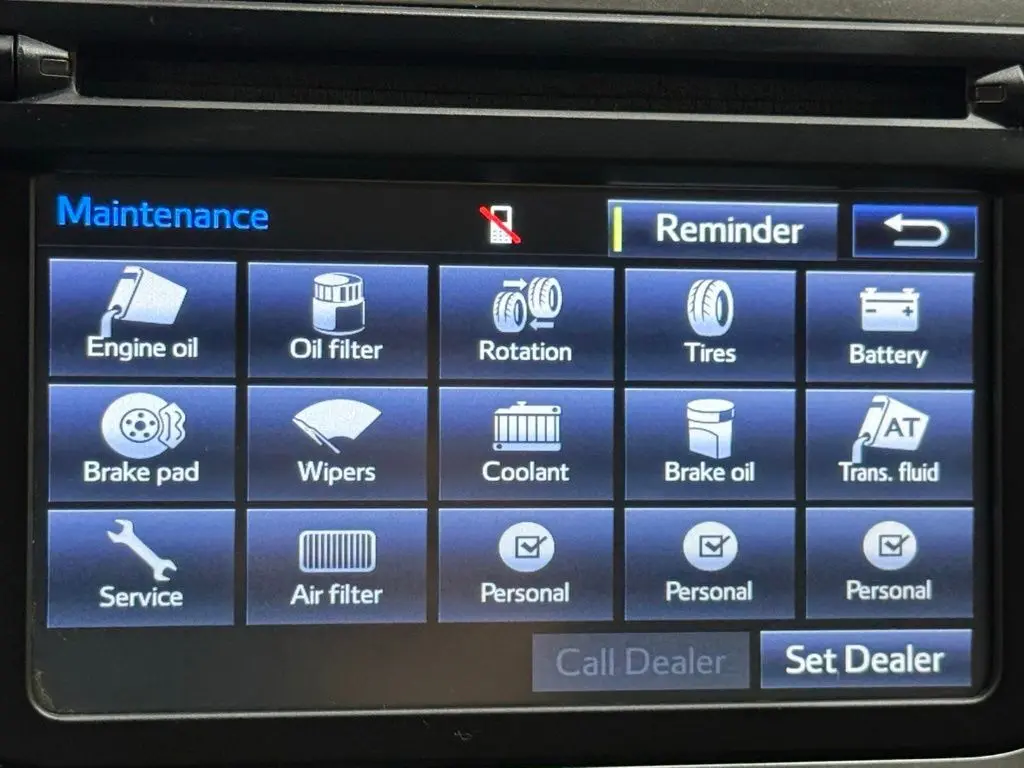 Maintenance
Reminder
Engine oil
Oil filter
Rotation
Tires
Battery
Brake pad
Wipers
Coolant
Brake oil
AT
Trans. fluid
Service
Air filter
Personal
Personal
Personal
Call Dealer
Set Dealer